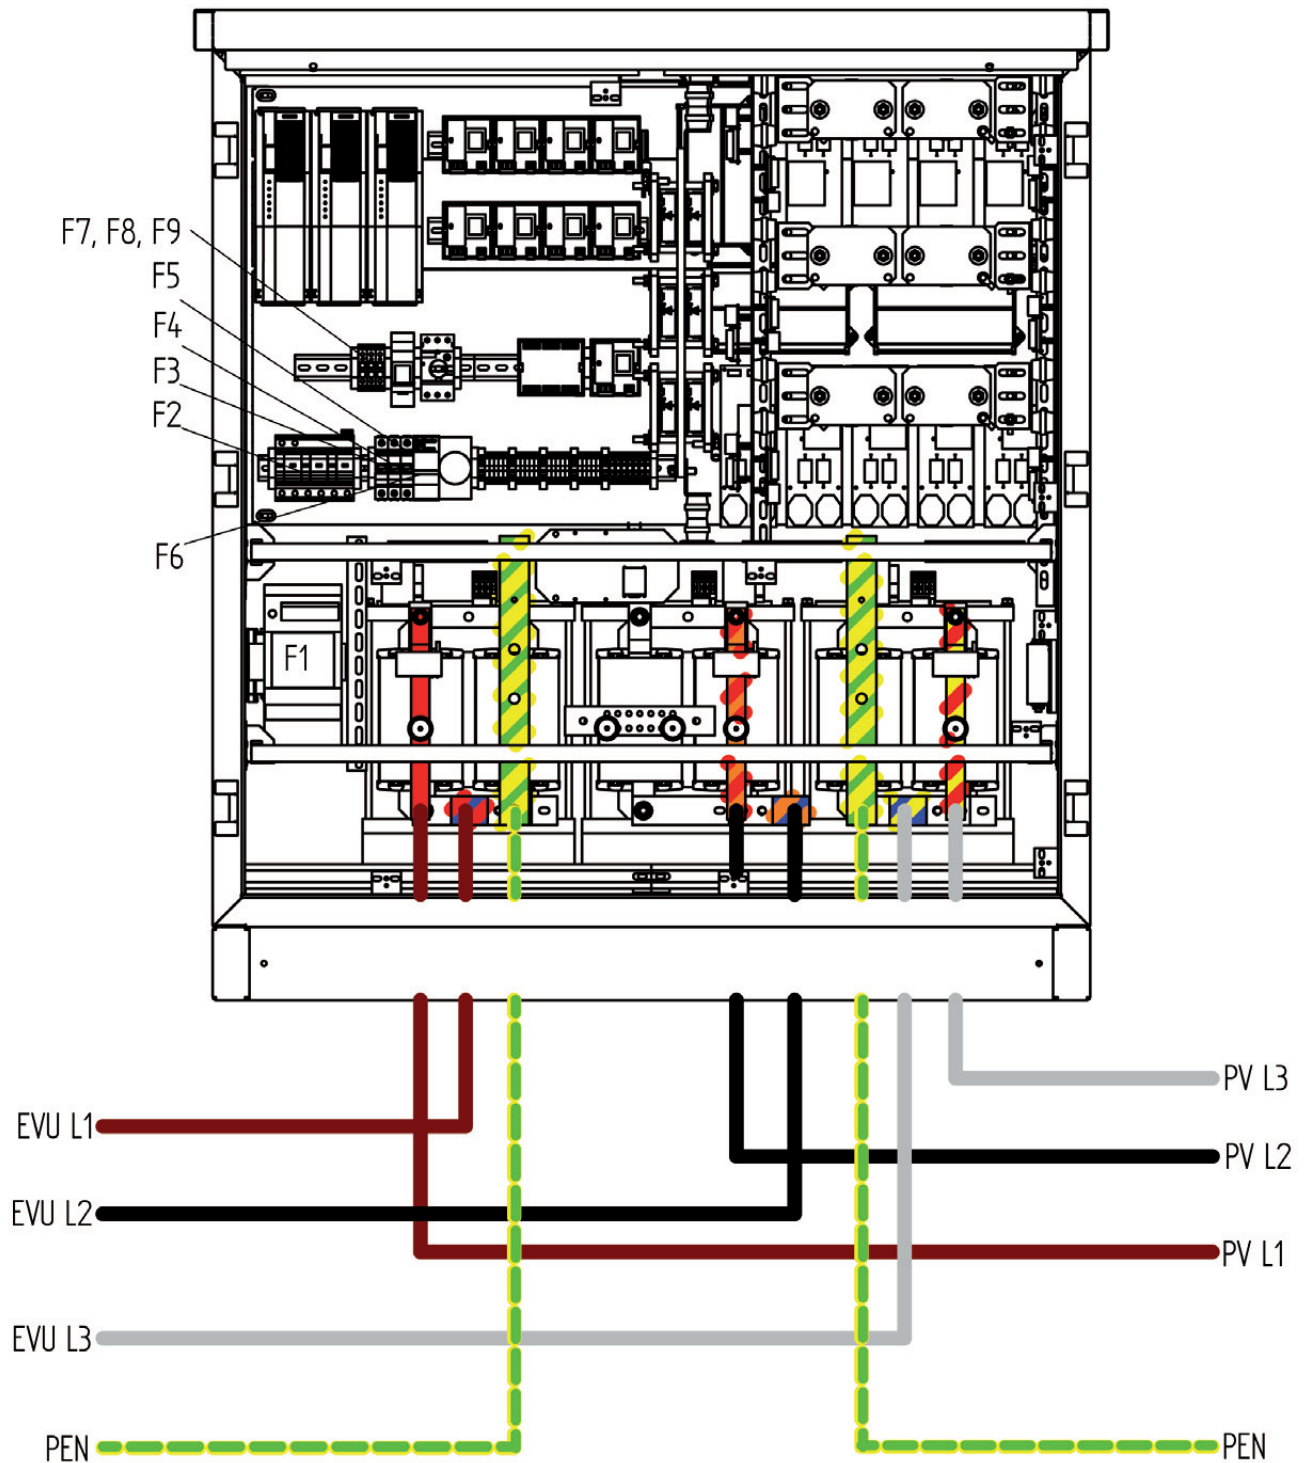 F7, F8, F9
F5
F4
F3
F2
F6
F1
PV L3
EVU L1
PV L2
EVU L2
PV L1
EVU L3
PEN
PEN